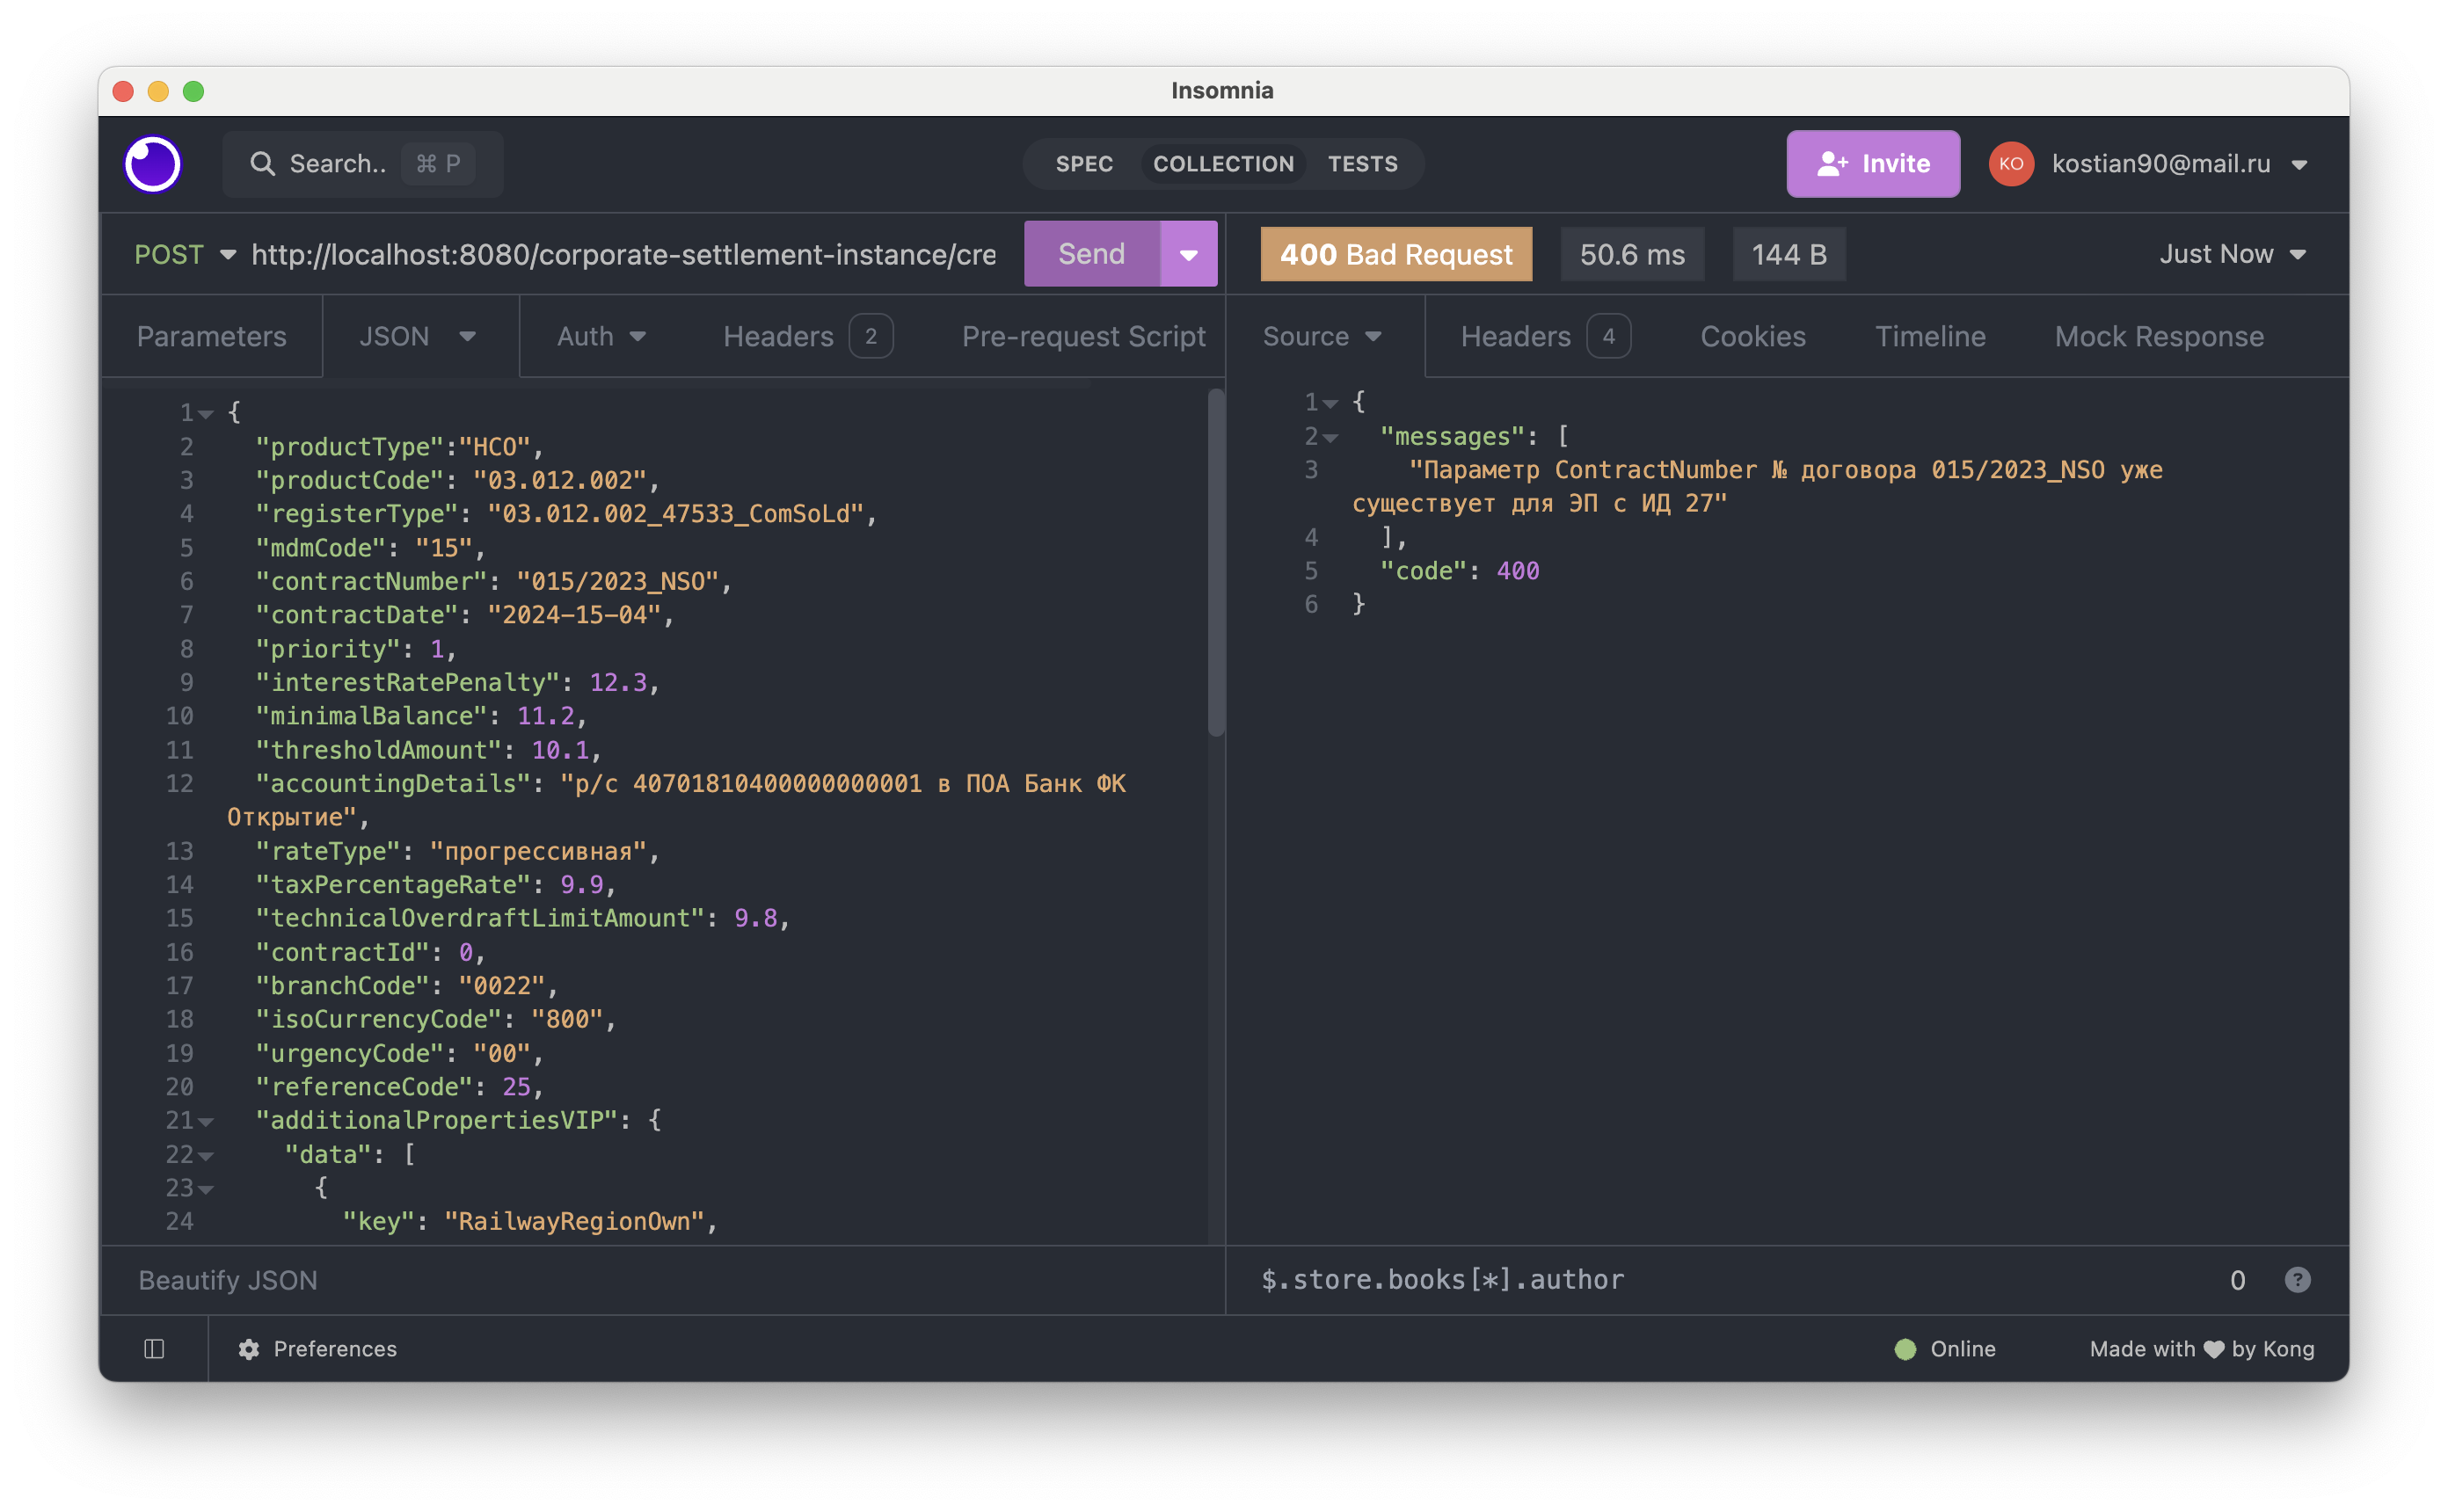 Insomnia
Search.. ⌘ P
SPEC COLLECTION TESTS
Invite
KO kostian90@mail.ru
POST http://localhost:8080/corporate-settlement-instance/cre
Send
400 Bad Request 50.6 ms 144 B
Just Now
Parameters JSON Auth Headers 2 Pre-request Script
Source Headers 4 Cookies Timeline Mock Response
1 {
2 "productType":"НСО",
3 "productCode": "03.012.002",
4 "registerType": "03.012.002_47533_ComSoLd",
5 "mdmCode": "15",
6 "contractNumber": "015/2023_NSO",
7 "contractDate": "2024-15-04",
8 "priority": 1,
9 "interestRatePenalty": 12.3,
10 "minimalBalance": 11.2,
11 "thresholdAmount": 10.1,
12 "accountingDetails": "р/с 40701810400000000001 в ПОА Банк ФК
Открытие",
13 "rateType": "прогрессивная",
14 "taxPercentageRate": 9.9,
15 "technicalOverdraftLimitAmount": 9.8,
16 "contractId": 0,
17 "branchCode": "0022",
18 "isoCurrencyCode": "800",
19 "urgencyCode": "00",
20 "referenceCode": 25,
21 "additionalPropertiesVIP": {
22 "data": [
23 {
24 "key": "RailwayRegionOwn",
1 {
2 "messages": [
3 "Параметр ContractNumber № договора 015/2023_NSO уже
существует для ЭП с ИД 27"
4 ],
5 "code": 400
6 }
Beautify JSON
$.store.books[*].author 0 ?
Preferences
Online
Made with ♥ by Kong